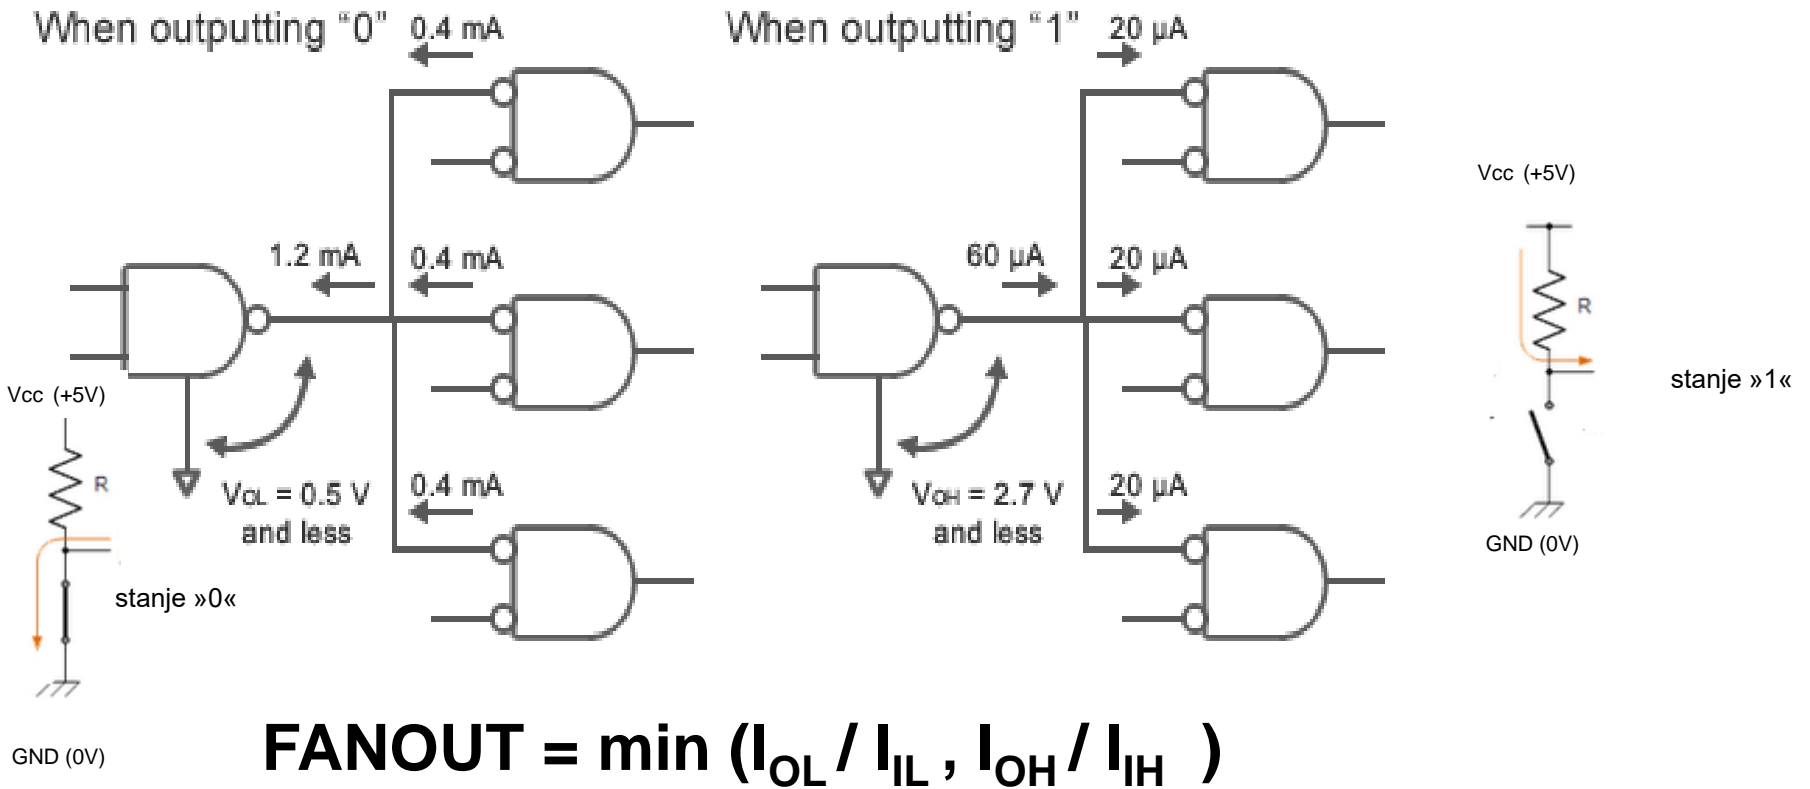 When outputting “0”
0.4 mA
1.2 mA
0.4 mA
Vcc (+5V)
R
VOL = 0.5 V
and less
0.4 mA
stanje »0«
GND (0V)
When outputting “1”
20 µA
60 µA
20 µA
VOH = 2.7 V
and less
20 µA
Vcc (+5V)
R
stanje »1«
GND (0V)
FANOUT = min (IOL / IIL , IOH / IIH )